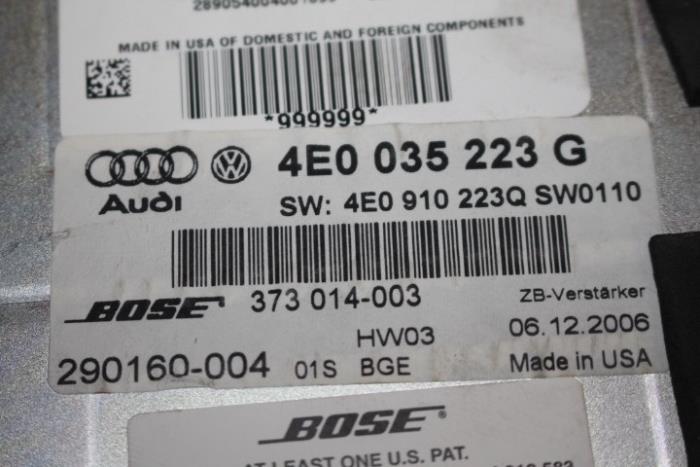 MADE IN USA OF DOMESTIC AND FOREIGN COMPONENTS
*999999*
4E0 035 223 G
Audi
SW: 4E0 910 223Q SW0110
BOSE 373 014-003
ZB-Verstärker
HW03
06.12.2006
290160-004 01S BGE
Made in USA
BOSE®
AT LEAST ONE U.S. PAT.